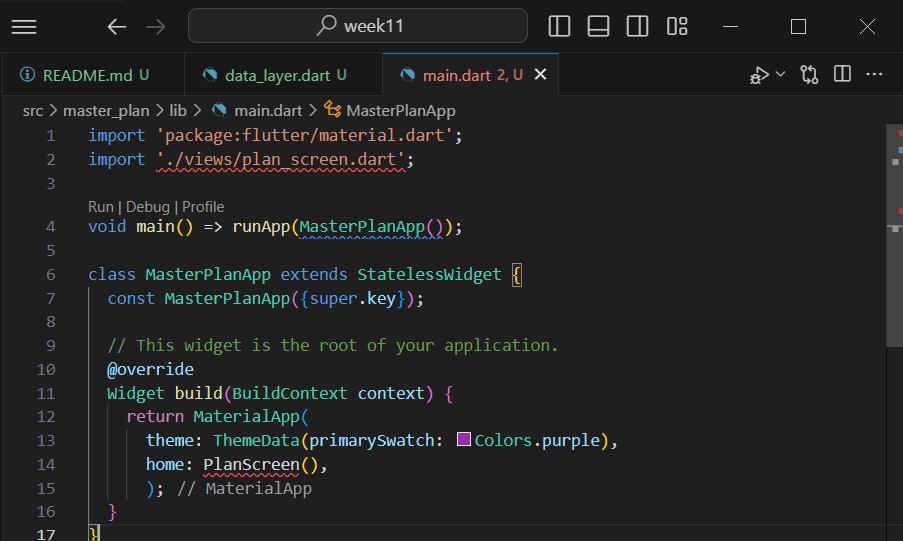 week11
README.md U data_layer.dart U main.dart 2, U
src > master_plan > lib > main.dart > MasterPlanApp
1 import 'package:flutter/material.dart';
2 import './views/plan_screen.dart';
3
Run | Debug | Profile
4 void main() => runApp(MasterPlanApp());
5
6 class MasterPlanApp extends StatelessWidget {
7 const MasterPlanApp({super.key});
8
9 // This widget is the root of your application.
10 @override
11 Widget build(BuildContext context) {
12 return MaterialApp(
13 theme: ThemeData(primarySwatch: Colors.purple),
14 home: PlanScreen(),
15 ); // MaterialApp
16 }
17 }